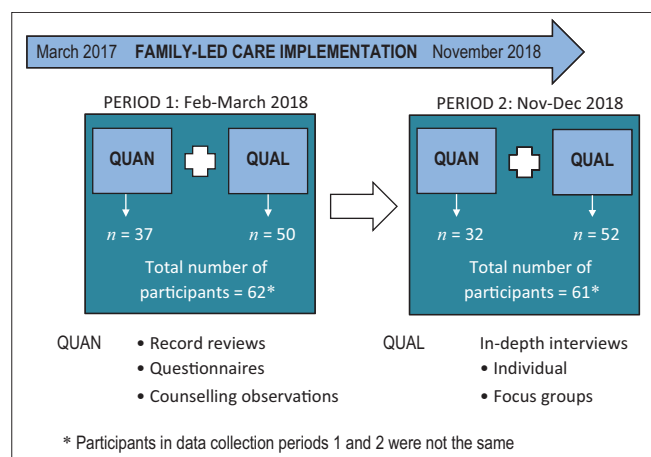 March 2017 FAMILY-LED CARE IMPLEMENTATION November 2018
PERIOD 1: Feb-March 2018
PERIOD 2: Nov-Dec 2018
QUAN
QUAL
n = 37
n = 50
Total number of
participants = 62*
QUAN
QUAL
n = 32
n = 52
Total number of
participants = 61*
QUAN
• Record reviews
• Questionnaires
• Counselling observations
QUAL
In-depth interviews
• Individual
• Focus groups
* Participants in data collection periods 1 and 2 were not the same